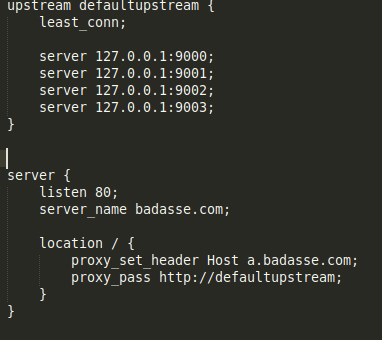 upstream defaultupstream {
    least_conn;

    server 127.0.0.1:9000;
    server 127.0.0.1:9001;
    server 127.0.0.1:9002;
    server 127.0.0.1:9003;
}

server {
    listen 80;
    server_name badasse.com;

    location / {
        proxy_set_header Host a.badasse.com;
        proxy_pass http://defaultupstream;
    }
}